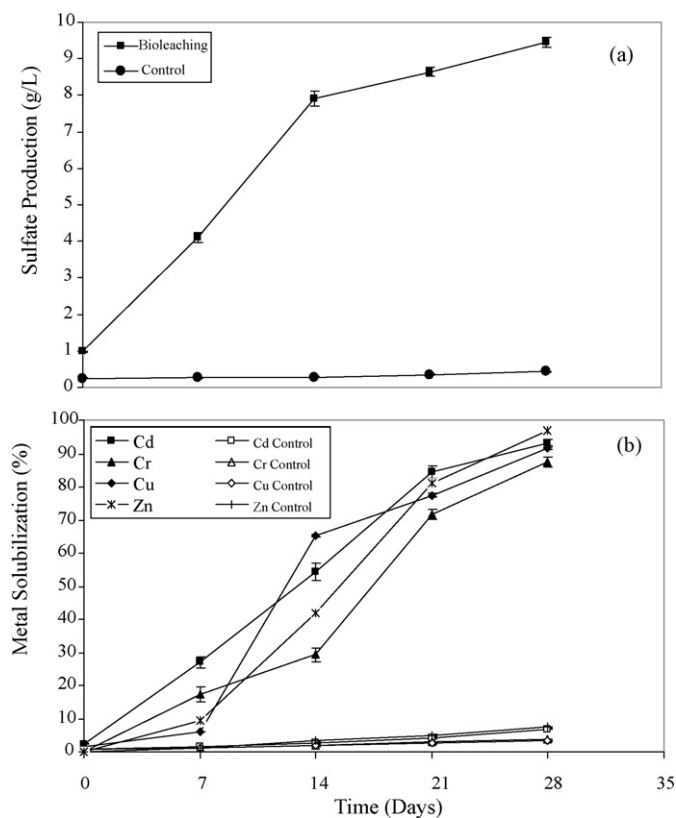 10
9
8
7
6
5
4
3
2
1
0
Sulfate Production (g/L)
Bioleaching
Control
(a)
100
90
80
70
60
50
40
30
20
10
0
Metal Solubilization (%)
Cd
Cr
Cu
Zn
Cd Control
Cr Control
Cu Control
Zn Control
(b)
0 7 14 21 28 35
Time (Days)